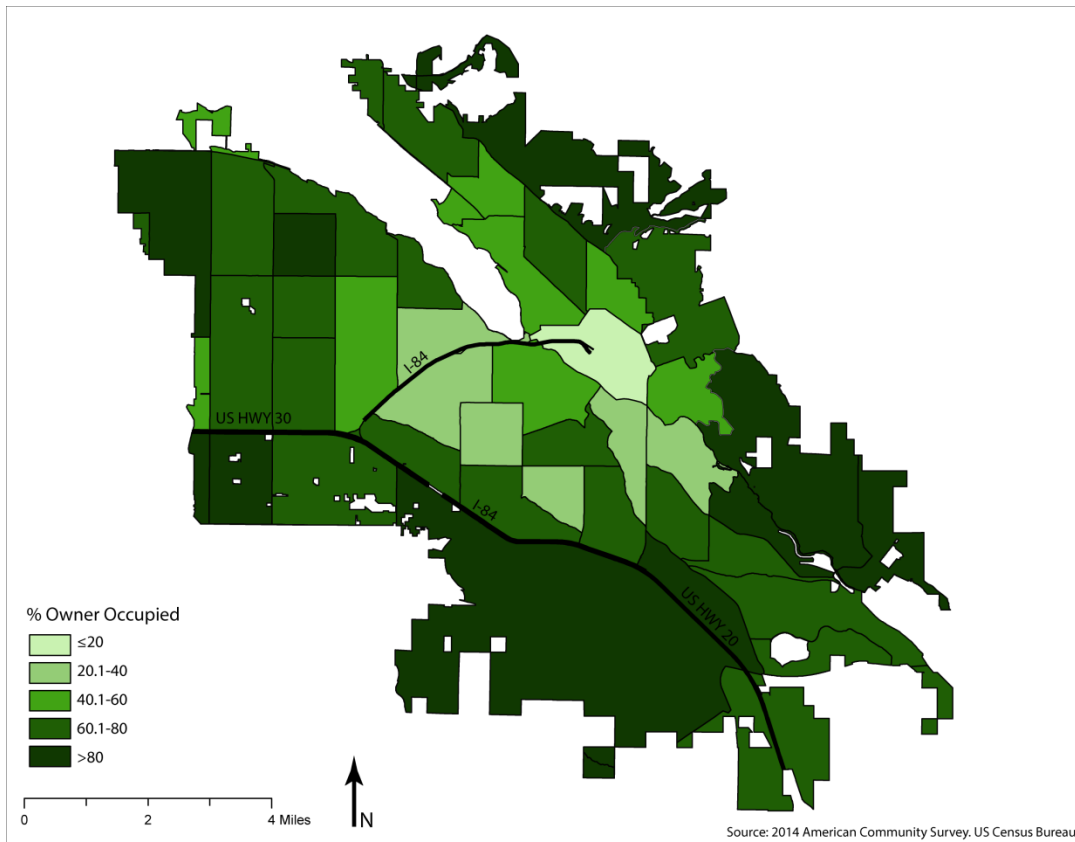 I-84
US HWY 30
I-84
US HWY 20
% Owner Occupied
≤20
20.1-40
40.1-60
60.1-80
>80
0 2 4 Miles
N
Source: 2014 American Community Survey. US Census Bureau